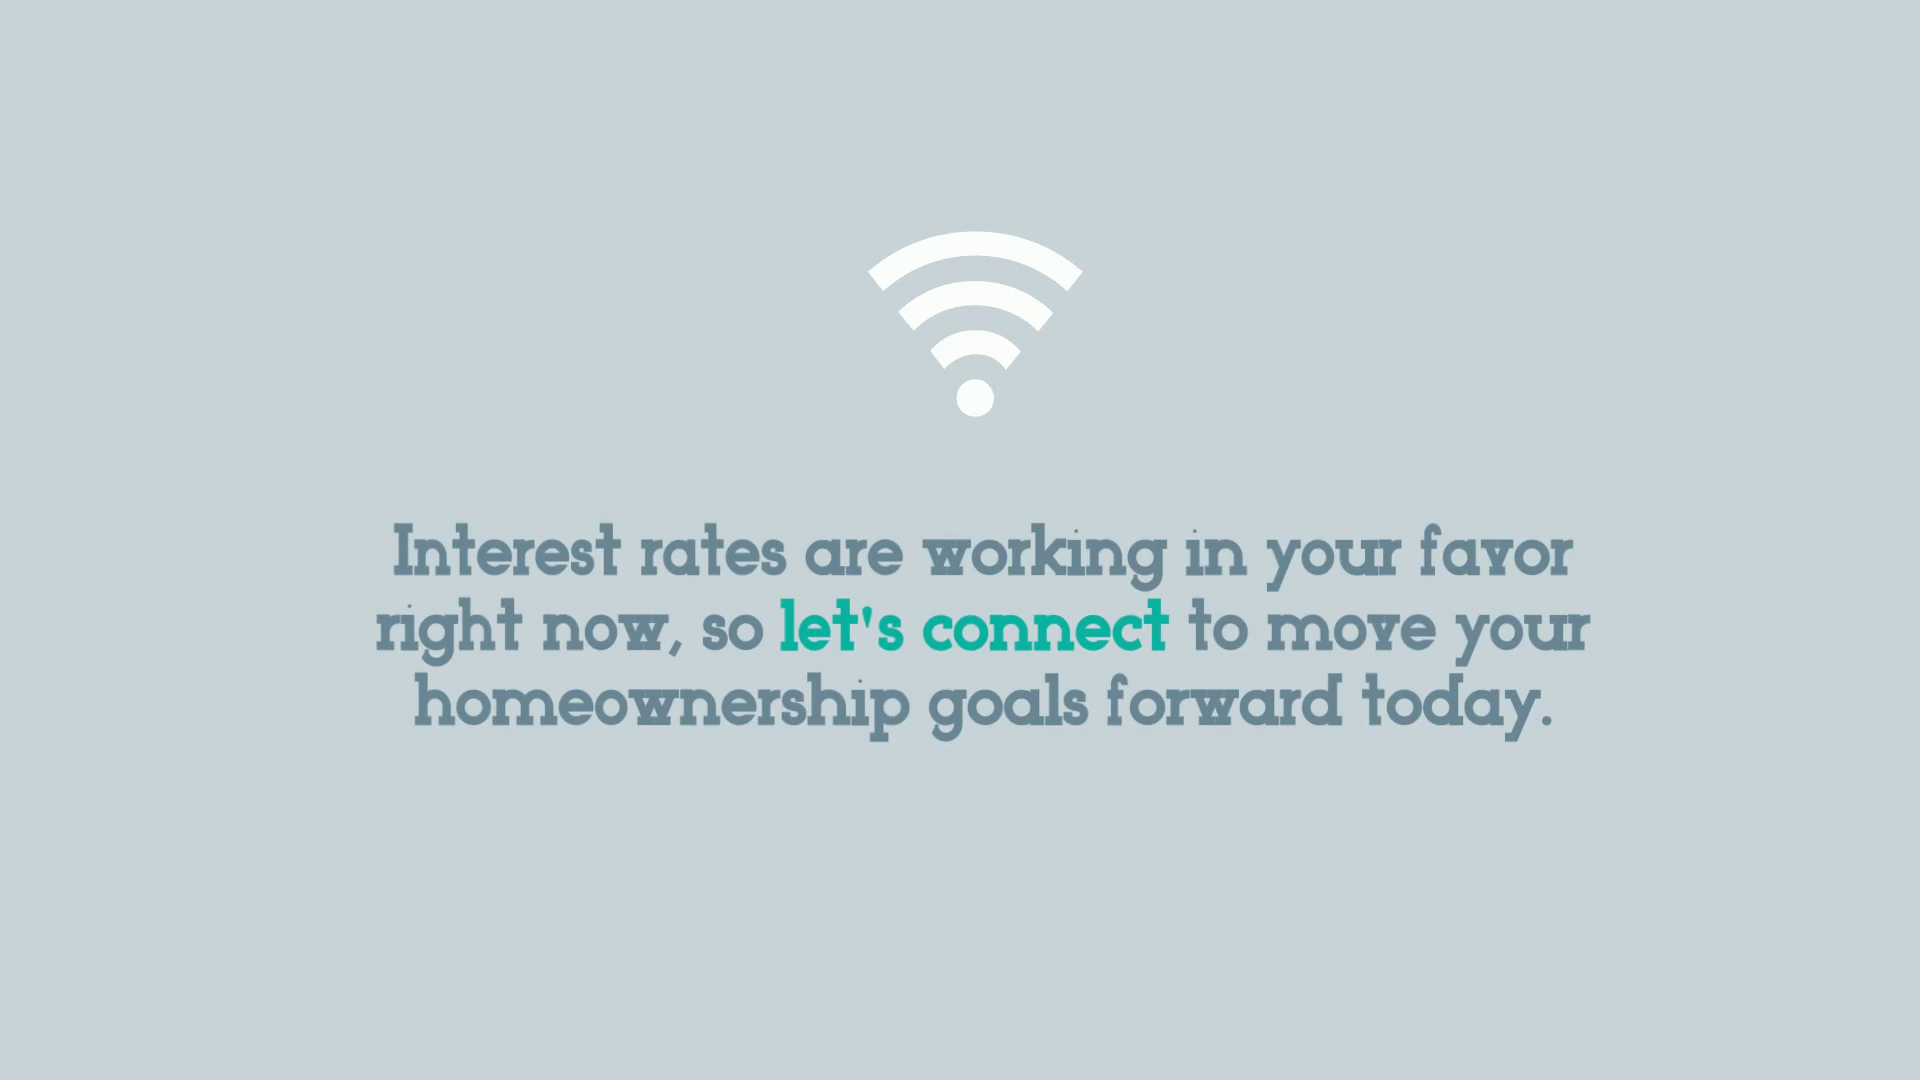 Interest rates are working in your favor
right now, so let's connect to move your
homeownership goals forward today.